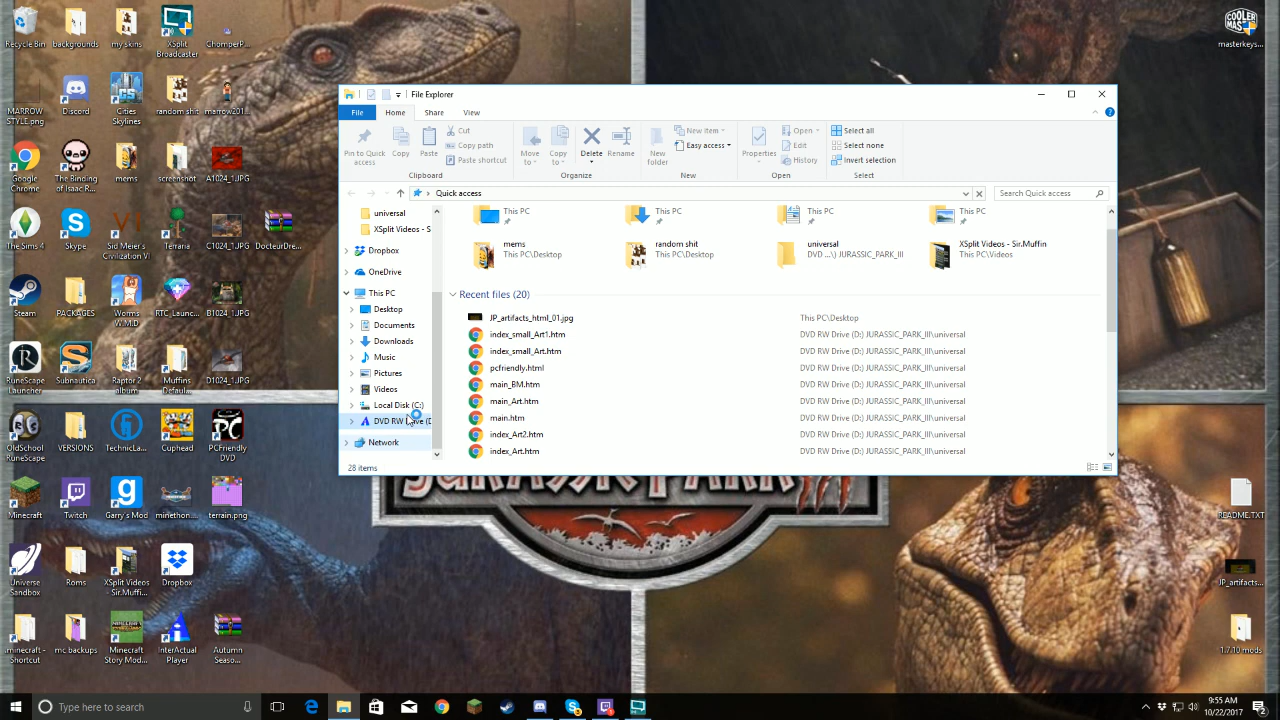 Recycle Bin
backgrounds
my skins
XSplit
Broadcaster
ChomperP...
COOLER
masterkeys...
MARROW
STYLE.png
Discord
Cities
Skylines
random shit
marrow201...
Google
Chrome
The Binding
of Isaac R...
mems
screenshot
A1024_1.JPG
The Sims 4
Skype
Sid Meier's
Civilization VI
Terraria
C1024_1.JPG
DocteurDre...
Steam
PACKAGES
Worms
W.M.D
RTC_Launc...
B1024_1.JPG
RuneScape
Launcher
Subnautica
Raptor 2
album
Muffins
Defaul...
D1024_1.JPG
OldSchool
RuneScape
VERSIONS
TechnicLa...
Cuphead
PCFriendly
DVD
Minecraft
Twitch
Garry's Mod
minethon....
terrain.png
Universe
Sandbox
Roms
XSplit Videos
- Sir.Muffi...
Dropbox
.minecraft -
Shortcut
mc backups
Minecraft
Story Mod...
InterActual
Player
Autumn
Seaso...
README.TXT
JP_artifacts...
1.7.10 mods
File Explorer
File
Home
Share
View
Pin to Quick
access
Copy
Paste
Cut
Copy path
Paste shortcut
Clipboard
Move
to
Copy
to
Delete
Rename
Organize
New
folder
New item
Easy access
New
Properties
Open
Edit
History
Open
Select all
Select none
Invert selection
Select
Quick access
Search Quick access
universal
XSplit Videos - S
Dropbox
OneDrive
This PC
Desktop
Documents
Downloads
Music
Pictures
Videos
Local Disk (C:)
DVD RW Drive (D
Network
This PC
This PC
This PC
This PC
mems
This PC\Desktop
random shit
This PC\Desktop
universal
DVD ...\) JURASSIC_PARK_III
XSplit Videos - Sir.Muffin
This PC\Videos
Recent files (20)
JP_artifacts_html_01.jpg This PC\Desktop
index_small_Art1.htm DVD RW Drive (D:) JURASSIC_PARK_III\universal
index_small_Art.htm DVD RW Drive (D:) JURASSIC_PARK_III\universal
pcfriendly.html DVD RW Drive (D:) JURASSIC_PARK_III\universal
main_BM.htm DVD RW Drive (D:) JURASSIC_PARK_III\universal
main_Art.htm DVD RW Drive (D:) JURASSIC_PARK_III\universal
main.htm DVD RW Drive (D:) JURASSIC_PARK_III\universal
index_Art2.htm DVD RW Drive (D:) JURASSIC_PARK_III\universal
index_Art.htm DVD RW Drive (D:) JURASSIC_PARK_III\universal
28 items
JURASSIC PARK
Type here to search
9:55 AM
10/22/2017